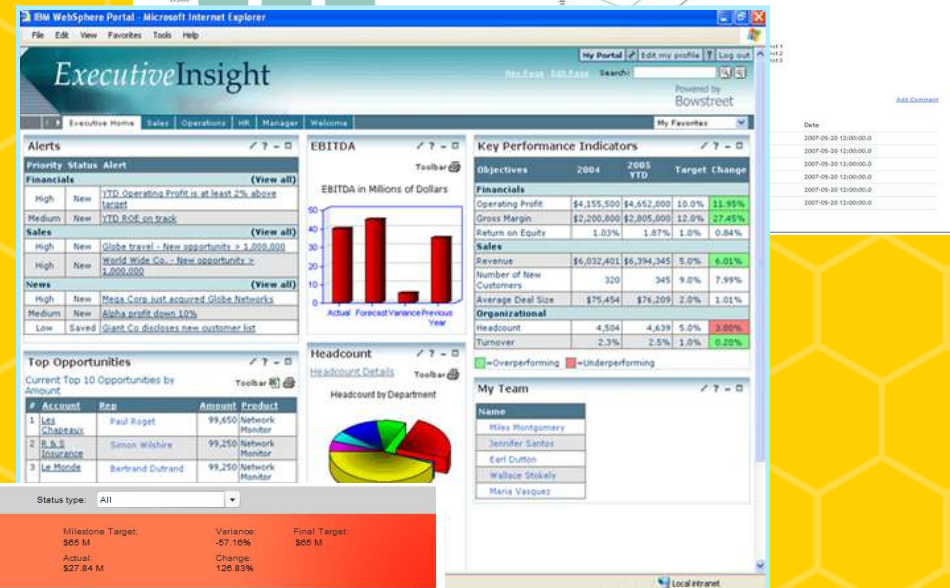 IBM WebSphere Portal - Microsoft Internet Explorer
File Edit View Favorites Tools Help
My Portal Edit my profile ? Log out
ExecutiveInsight
New Page Edit Page Search:
Powered by
Bowstreet
Executive Home Sales Operations HR Manager Welcome My Favorites
Alerts
Priority Status Alert
Financials (View all)
High New YTD Operating Profit is at least 2% above target
Medium New YTD ROE on track
Sales (View all)
High New Globe travel - New opportunity > 1,000,000
High New World Wide Co. - New opportunity > 1,000,000
News (View all)
High New Mega Corp just acquired Globe Networks
Medium New Alpha profit down 10%
Low Saved Giant Co discloses new customer list
EBITDA
Toolbar
EBITDA in Millions of Dollars
50
40
30
20
10
0
Actual Forecast Variance Previous Year
Key Performance Indicators
Objectives 2004 2005 YTD Target Change
Financials
Operating Profit $4,155,500 $4,652,000 10.0% 11.95%
Gross Margin $2,200,800 $2,805,000 12.0% 27.45%
Return on Equity 1.03% 1.87% 1.0% 0.84%
Sales
Revenue $6,032,401 $6,394,345 5.0% 6.01%
Number of New Customers 320 345 9.0% 7.99%
Average Deal Size $75,454 $76,209 2.0% 1.01%
Organizational
Headcount 4,504 4,639 5.0% 3.00%
Turnover 2.3% 2.5% 1.0% 0.20%
=Overperforming =Underperforming
Top Opportunities
Current Top 10 Opportunities by Amount
Toolbar
# Account Rep Amount Product
1 Les Chapeaux Paul Roget 99,650 Network Monitor
2 R & S Insurance Simon Wilshire 99,250 Network Monitor
3 Le Monde Bertrand Dutrand 99,250 Network Monitor
Headcount
Headcount Details Toolbar
Headcount by Department
My Team
Name
Miles Montgomery
Jennifer Santos
Earl Dutton
Wallace Stokely
Maria Vasquez
Add Comment
Date
2007-05-20 12:00:00.0
2007-05-20 12:00:00.0
2007-05-20 12:00:00.0
2007-05-20 12:00:00.0
2007-05-20 12:00:00.0
2007-05-20 12:00:00.0
Status type: All
Milestone Target: Variance: Final Target:
$65 M -57.16% $65 M
Actual: Change:
$27.84 M 126.83%
Local intranet